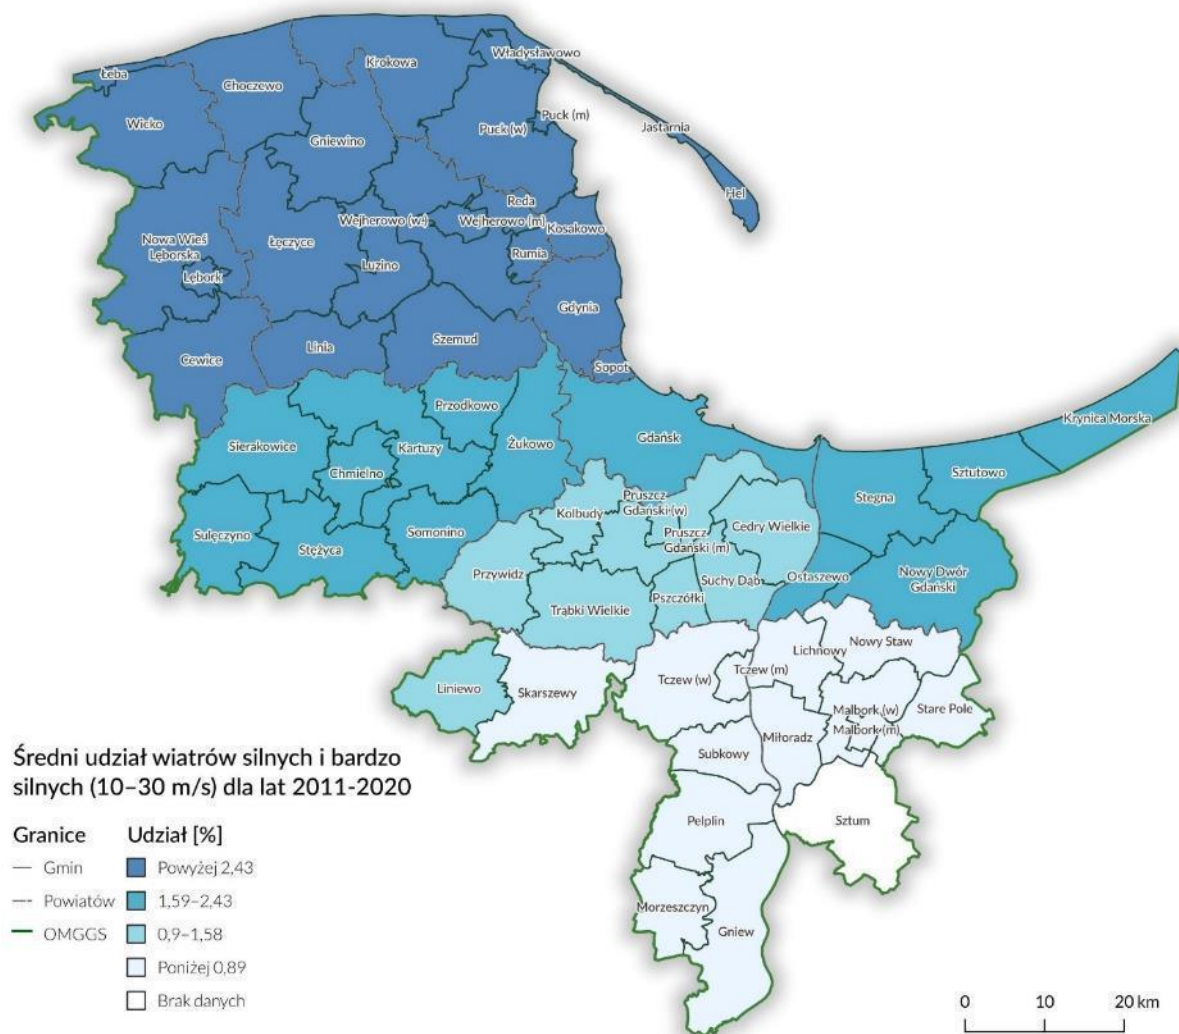 Władysławowo
Krokowa
Łeba
Choczewo
Puck (m)
Wicko
Puck (w)
Jastarnia
Gniewino
Hel
Reda
Wejherowo (w)
Wejherowo (m)
Kosakowo
Nowa Wieś
Lęborska
Łęczyce
Rumia
Luzino
Lębork
Gdynia
Szemud
Linia
Cewice
Sopot
Przodkowo
Krynica Morska
Gdańsk
Sierakowice
Kartuzy
Żukowo
Chmielno
Sztutowo
Stegna
Pruszcz
Gdański (w)
Kolbudy
Cedry Wielkie
Sulęczyno
Somonino
Pruszcz
Gdański (m)
Stężyca
Przywidz
Suchy Dąb
Ostaszewo
Nowy Dwór
Gdański
Pszczółki
Trąbki Wielkie
Nowy Staw
Lichnowy
Tczew (m)
Tczew (w)
Liniewo
Skarszewy
Malbork (w)
Stare Pole
Malbork (m)
Miłoradz
Subkowy
Pelplin
Sztum
Morzeszczyn
Gniew
Średni udział wiatrów silnych i bardzo
silnych (10–30 m/s) dla lat 2011-2020
Granice Udział [%]
Gmin Powyżej 2,43
Powiatów 1,59–2,43
OMGGS 0,9–1,58
Poniżej 0,89
Brak danych
0 10 20 km